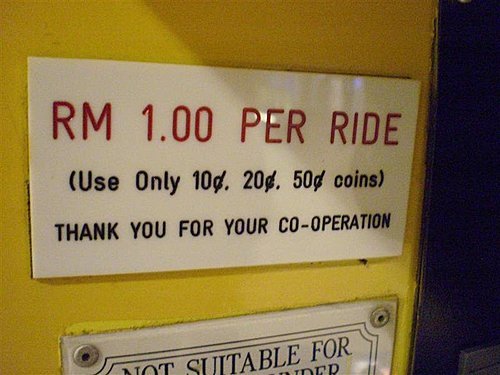 RM 1.00 PER RIDE
(Use Only 10¢, 20¢, 50¢ coins)
THANK YOU FOR YOUR CO-OPERATION
NOT SUITABLE FOR